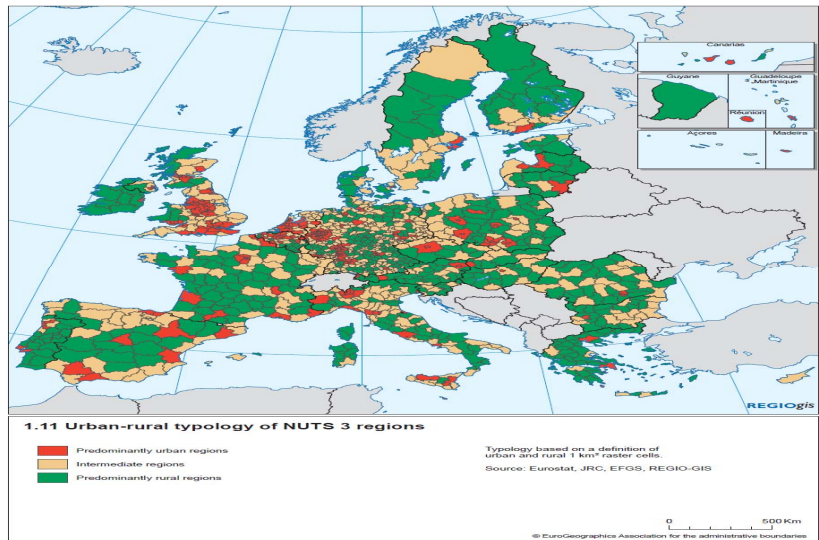 Canarias
Guyane
Guadeloupe
Martinique
Réunion
Açores
Madeira
REGIOgis
1.11 Urban-rural typology of NUTS 3 regions
Predominantly urban regions
Intermediate regions
Predominantly rural regions
Typology based on a definition of
urban and rural 1 km² raster cells.
Source: Eurostat, JRC, EFGS, REGIO-GIS
0 500 Km
© EuroGeographics Association for the administrative boundaries